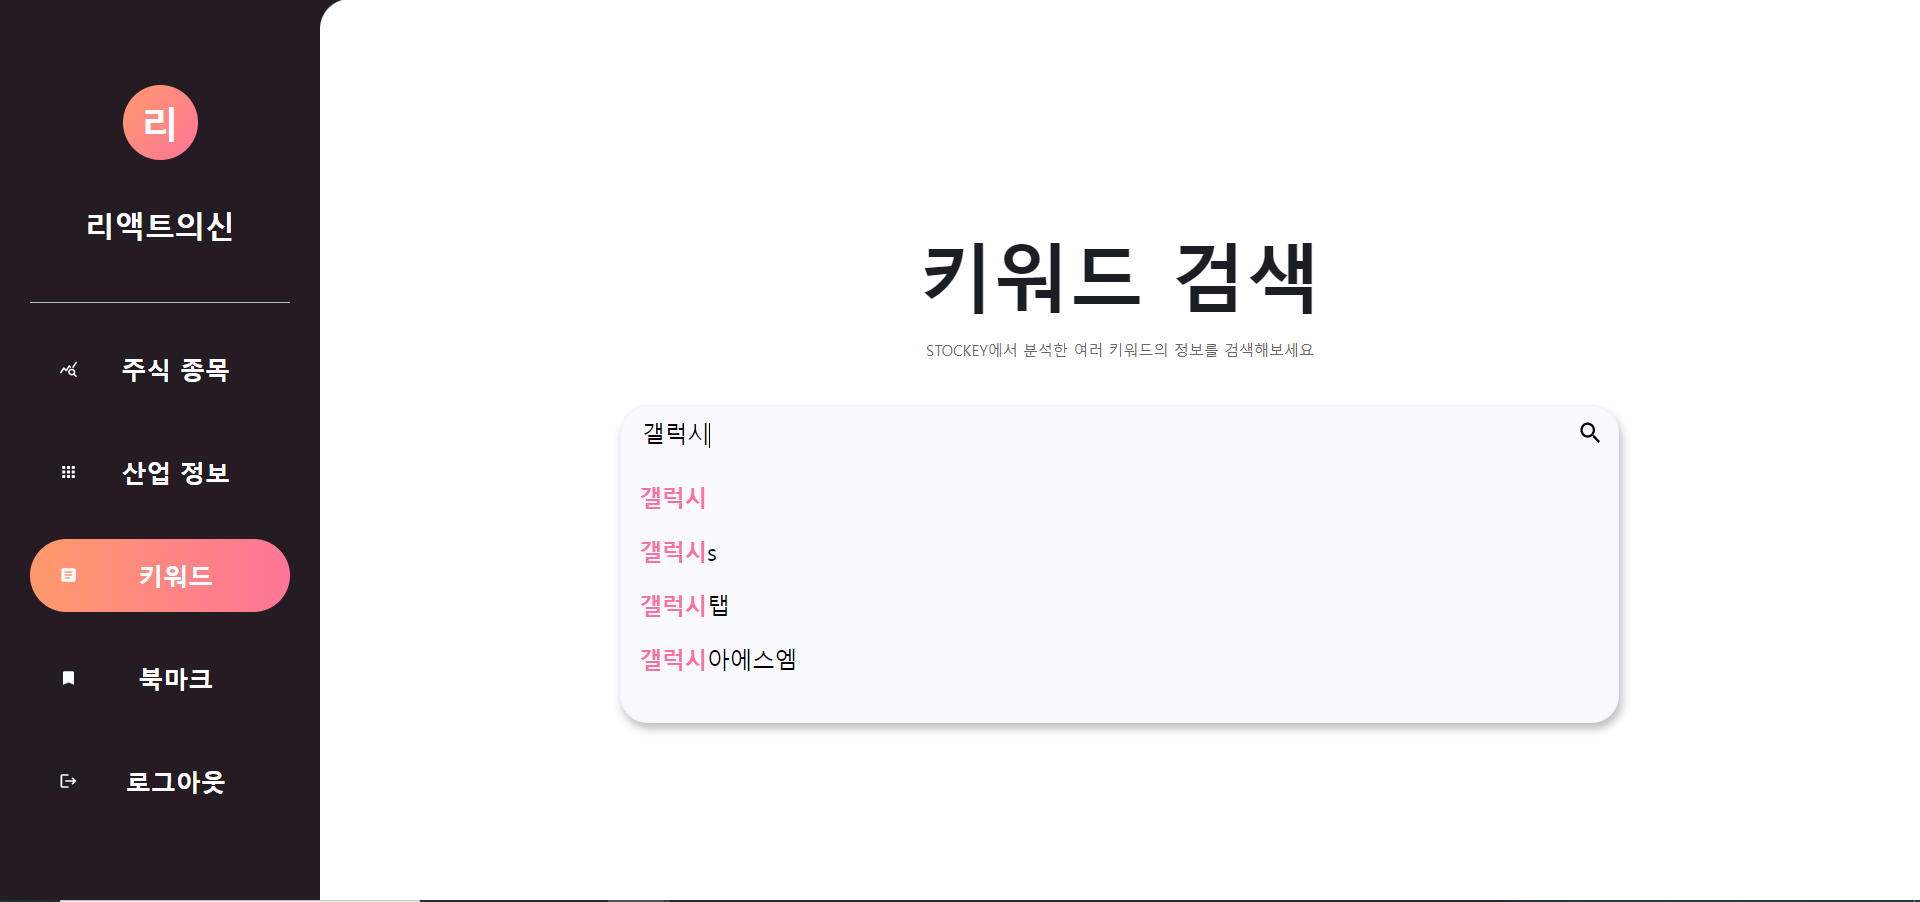 리
리액트의신
주식 종목
산업 정보
키워드
북마크
로그아웃
키워드 검색
STOCKEY에서 분석한 여러 키워드의 정보를 검색해보세요
갤럭시
갤럭시
갤럭시s
갤럭시탭
갤럭시아에스엠